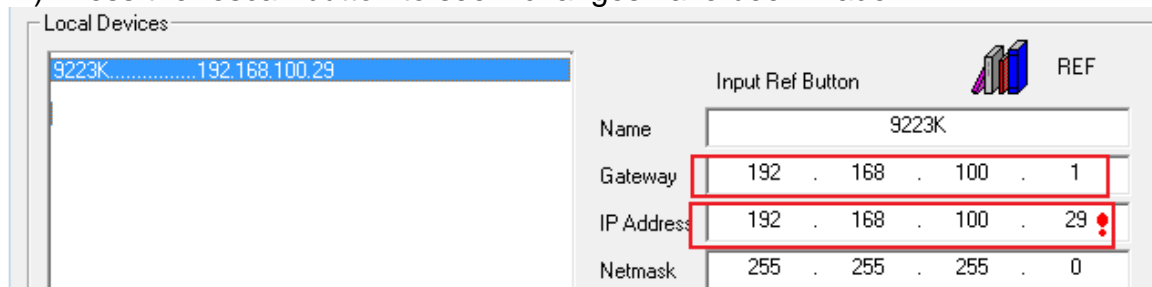 Local Devices
9223K...............192.168.100.29
Input Ref Button REF
Name 9223K
Gateway 192 . 168 . 100 . 1
IP Address 192 . 168 . 100 . 29
Netmask 255 . 255 . 255 . 0